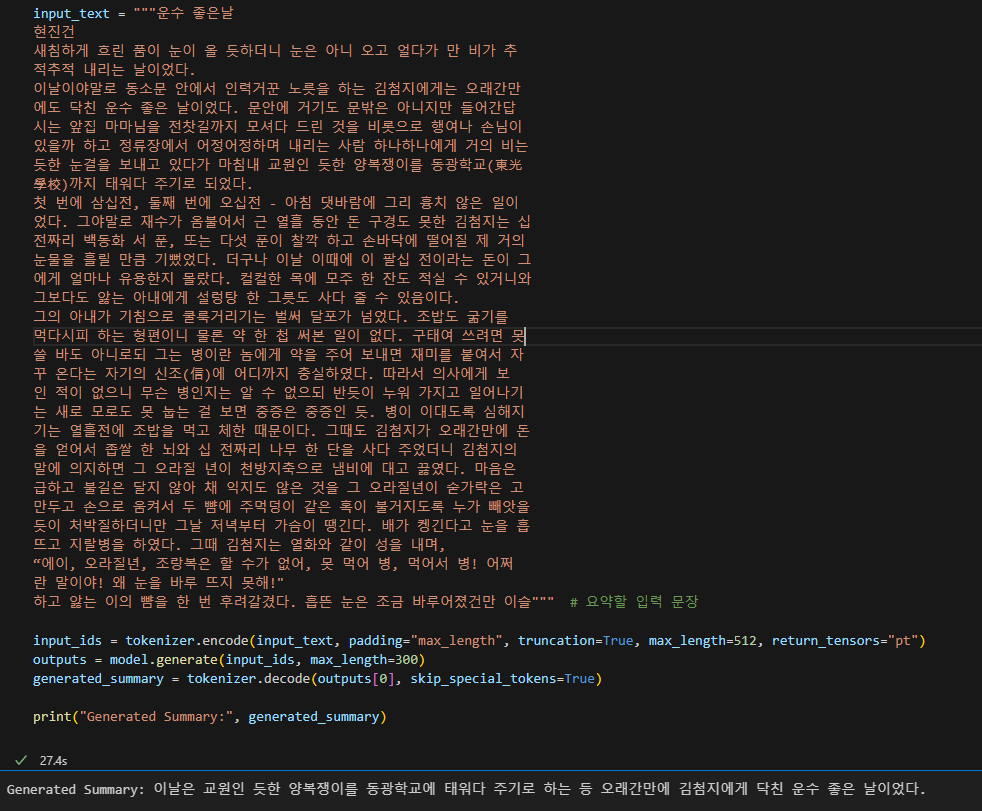 input_text = """운수 좋은날
현진건
새침하게 흐린 품이 눈이 올 듯하더니 눈은 아니 오고 얼다가 만 비가 추
적추적 내리는 날이었다.
이날이야말로 동소문 안에서 인력거꾼 노릇을 하는 김첨지에게는 오래간만
에도 닥친 운수 좋은 날이었다. 문안에 거기도 문밖은 아니지만 들어간답
시는 앞집 마마님을 전찻길까지 모셔다 드린 것을 비롯으로 행여나 손님이
있을까 하고 정류장에서 어정어정하며 내리는 사람 하나하나에게 거의 비는
듯한 눈결을 보내고 있다가 마침내 교원인 듯한 양복쟁이를 동광학교(東光
學校)까지 태워다 주기로 되었다.
첫 번에 삼십전, 둘째 번에 오십전 - 아침 댓바람에 그리 흉치 않은 일이
었다. 그야말로 재수가 옴붙어서 근 열흘 동안 돈 구경도 못한 김첨지는 십
전짜리 백동화 서 푼, 또는 다섯 푼이 찰깍 하고 손바닥에 떨어질 제 거의
눈물을 흘릴 만큼 기뻤었다. 더구나 이날 이때에 이 팔십 전이라는 돈이 그
에게 얼마나 유용한지 몰랐다. 컬컬한 목에 모주 한 잔도 적실 수 있거니와
그보다도 앓는 아내에게 설렁탕 한 그릇도 사다 줄 수 있음이다.
그의 아내가 기침으로 쿨룩거리기는 벌써 달포가 넘었다. 조밥도 굶기를
먹다시피 하는 형편이니 물론 약 한 첩 써본 일이 없다. 구태여 쓰려면 못
쓸 바도 아니로되 그는 병이란 놈에게 약을 주어 보내면 재미를 붙여서 자
꾸 온다는 자기의 신조(信)에 어디까지 충실하였다. 따라서 의사에게 보
인 적이 없으니 무슨 병인지는 알 수 없으되 반듯이 누워 가지고 일어나기
는 새로 모로도 못 눕는 걸 보면 중증은 중증인 듯. 병이 이대도록 심해지
기는 열흘전에 조밥을 먹고 체한 때문이다. 그때도 김첨지가 오래간만에 돈
을 얻어서 좁쌀 한 뇌와 십 전짜리 나무 한 단을 사다 주었더니 김첨지의
말에 의지하면 그 오라질 년이 천방지축으로 냄비에 대고 끓였다. 마음은
급하고 불길은 달지 않아 채 익지도 않은 것을 그 오라질년이 숟가락은 고
만두고 손으로 움켜서 두 뺨에 주먹덩이 같은 혹이 불거지도록 누가 빼앗을
듯이 처박질하더니만 그날 저녁부터 가슴이 땡긴다. 배가 켕긴다고 눈을 흡
뜨고 지랄병을 하였다. 그때 김첨지는 열화와 같이 성을 내며,
“에이, 오라질년, 조랑복은 할 수가 없어, 못 먹어 병, 먹어서 병! 어쩌
란 말이야! 왜 눈을 바루 뜨지 못해!"
하고 앓는 이의 뺨을 한 번 후려갈겼다. 흡뜬 눈은 조금 바루어졌건만 이슬""" # 요약할 입력 문장
input_ids = tokenizer.encode(input_text, padding="max_length", truncation=True, max_length=512, return_tensors="pt")
outputs = model.generate(input_ids, max_length=300)
generated_summary = tokenizer.decode(outputs[0], skip_special_tokens=True)
print("Generated Summary:", generated_summary)
27.4s
Generated Summary: 이날은 교원인 듯한 양복쟁이를 동광학교에 태워다 주기로 하는 등 오래간만에 김첨지에게 닥친 운수 좋은 날이었다.